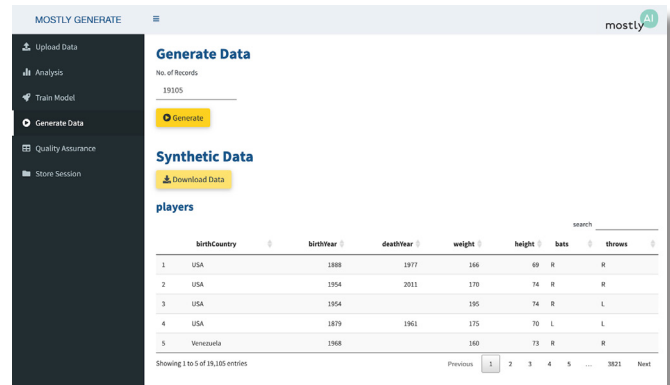 MOSTLY GENERATE
mostly AI
Upload Data
Analysis
Train Model
Generate Data
Quality Assurance
Store Session
Generate Data
No. of Records
19105
Generate
Synthetic Data
Download Data
players
search
birthCountry birthYear deathYear weight height bats throws
1 USA 1888 1977 166 69 R R
2 USA 1954 2011 170 74 R R
3 USA 1954 195 74 R L
4 USA 1879 1961 175 70 L L
5 Venezuela 1968 160 73 R R
Showing 1 to 5 of 19,105 entries Previous 1 2 3 4 5 ... 3821 Next